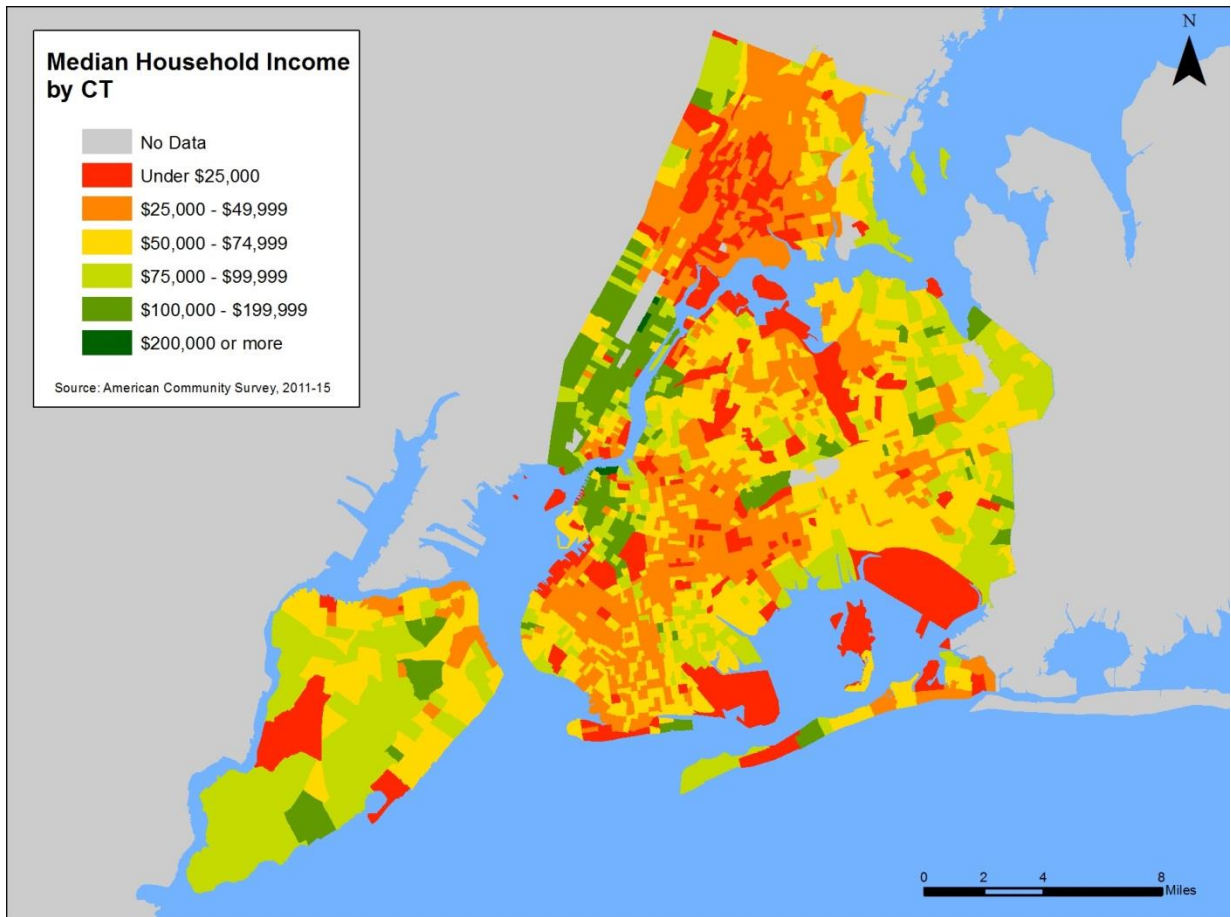 Median Household Income
by CT
No Data
Under $25,000
$25,000 - $49,999
$50,000 - $74,999
$75,000 - $99,999
$100,000 - $199,999
$200,000 or more
Source: American Community Survey, 2011-15
N
0 2 4 8
Miles